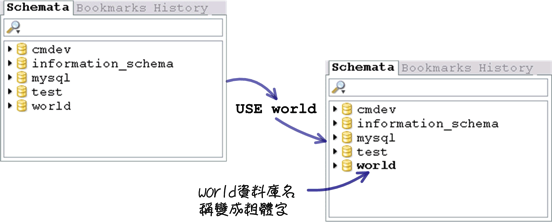 Schemata Bookmarks History
cmdev
information_schema
mysql
test
world
USE world
Schemata Bookmarks History
cmdev
information_schema
mysql
test
world
world資料庫名
稱變成粗體字